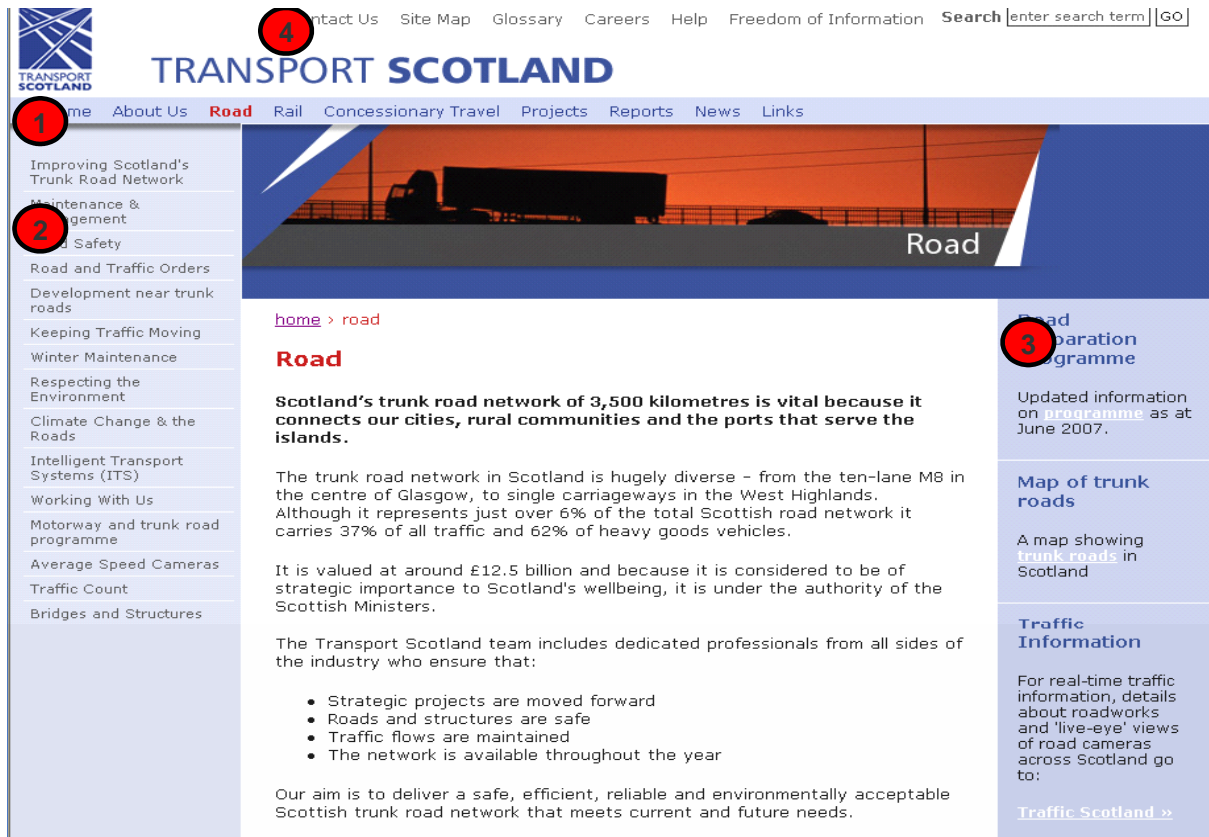 4
ntact Us Site Map Glossary Careers Help Freedom of Information Search enter search term GO
TRANSPORT
SCOTLAND
TRANSPORT SCOTLAND
1
me About Us Road Rail Concessionary Travel Projects Reports News Links
Improving Scotland's
Trunk Road Network
Maintenance &
agement
2
Safety
Road and Traffic Orders
Development near trunk
roads
Keeping Traffic Moving
Winter Maintenance
Respecting the
Environment
Climate Change & the
Roads
Intelligent Transport
Systems (ITS)
Working With Us
Motorway and trunk road
programme
Average Speed Cameras
Traffic Count
Bridges and Structures
Road
home > road
Road
Scotland's trunk road network of 3,500 kilometres is vital because it
connects our cities, rural communities and the ports that serve the
islands.
The trunk road network in Scotland is hugely diverse – from the ten-lane M8 in
the centre of Glasgow, to single carriageways in the West Highlands.
Although it represents just over 6% of the total Scottish road network it
carries 37% of all traffic and 62% of heavy goods vehicles.
It is valued at around £12.5 billion and because it is considered to be of
strategic importance to Scotland's wellbeing, it is under the authority of the
Scottish Ministers.
The Transport Scotland team includes dedicated professionals from all sides of
the industry who ensure that:
• Strategic projects are moved forward
• Roads and structures are safe
• Traffic flows are maintained
• The network is available throughout the year
Our aim is to deliver a safe, efficient, reliable and environmentally acceptable
Scottish trunk road network that meets current and future needs.
Road
3
paration
gramme
Updated information
on programme as at
June 2007.
Map of trunk
roads
A map showing
trunk roads in
Scotland
Traffic
Information
For real-time traffic
information, details
about roadworks
and 'live-eye' views
of road cameras
across Scotland go
to:
Traffic Scotland »